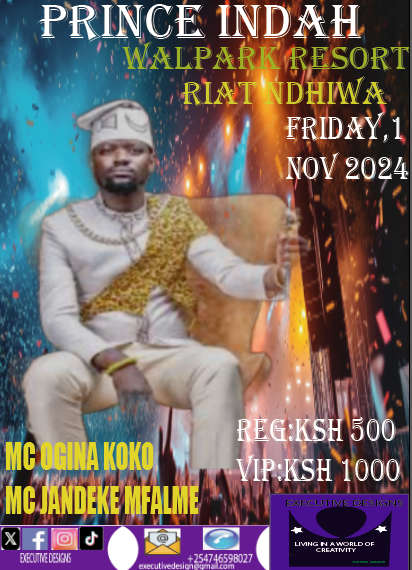 PRINCE INDAH
WALPARK RESORT
RIAT NDHIWA
FRIDAY,1
NOV 2024
REG:KSH 500
VIP:KSH 1000
MC OGINA KOKO
MC JANDEKE MFALME
EXECUTIVE DESIGNS
+254746598027
executivedesign@gmail.com
EXECUTIVE DESIGNS
LIVING IN A WORLD OF
CREATIVITY